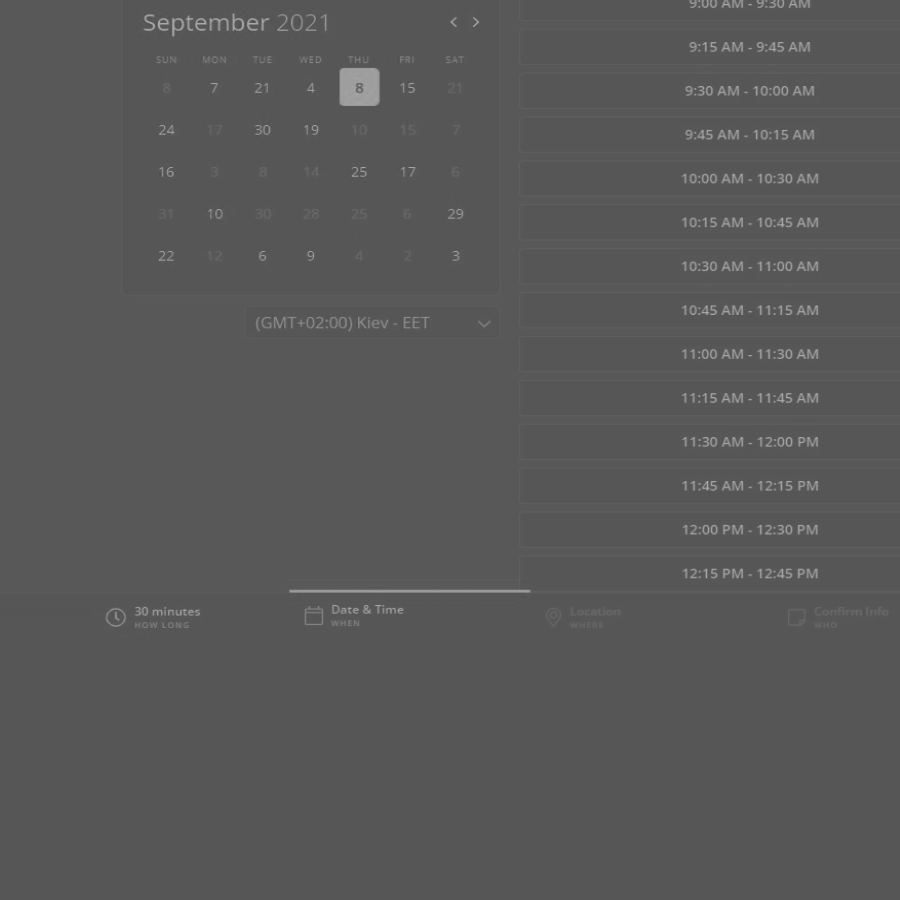 September 2021
SUN MON TUE WED THU FRI SAT
8 7 21 4 8 15 21
24 17 30 19 10 15 7
16 3 8 14 25 17 6
31 10 30 28 25 6 29
22 12 6 9 4 2 3
(GMT+02:00) Kiev - EET
9:00 AM - 9:30 AM
9:15 AM - 9:45 AM
9:30 AM - 10:00 AM
9:45 AM - 10:15 AM
10:00 AM - 10:30 AM
10:15 AM - 10:45 AM
10:30 AM - 11:00 AM
10:45 AM - 11:15 AM
11:00 AM - 11:30 AM
11:15 AM - 11:45 AM
11:30 AM - 12:00 PM
11:45 AM - 12:15 PM
12:00 PM - 12:30 PM
12:15 PM - 12:45 PM
30 minutes
HOW LONG
Date & Time
WHEN
Location
WHERE
Confirm Info
WHO